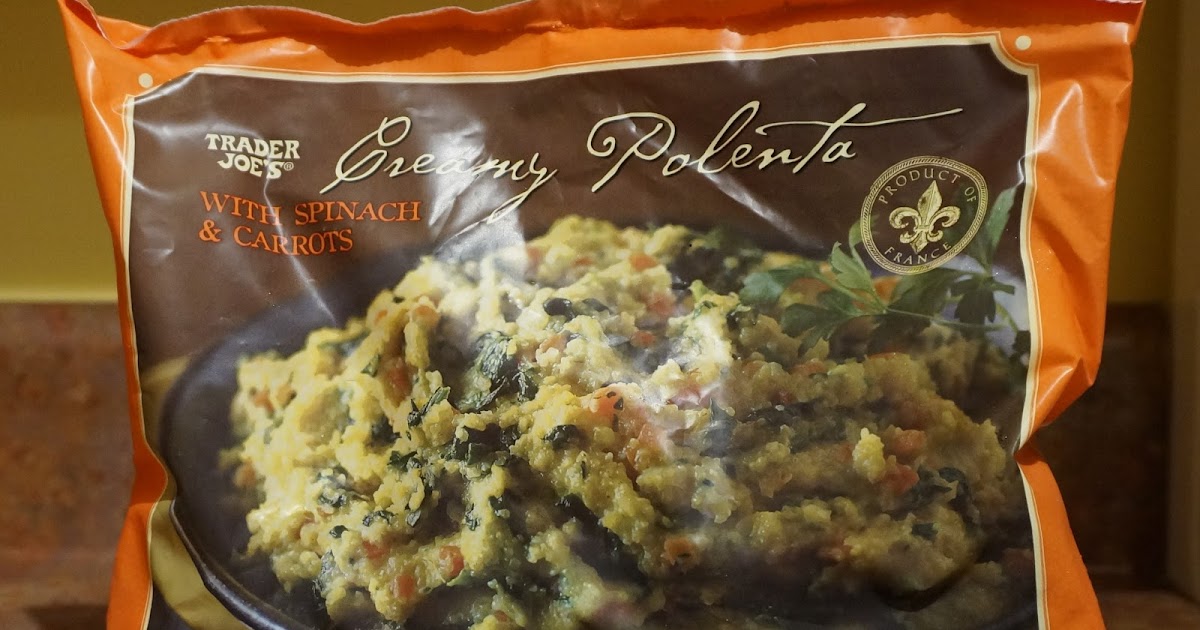 TRADER
JOE'S®
Creamy Polenta
WITH SPINACH
& CARROTS
PRODUCT OF
FRANCE